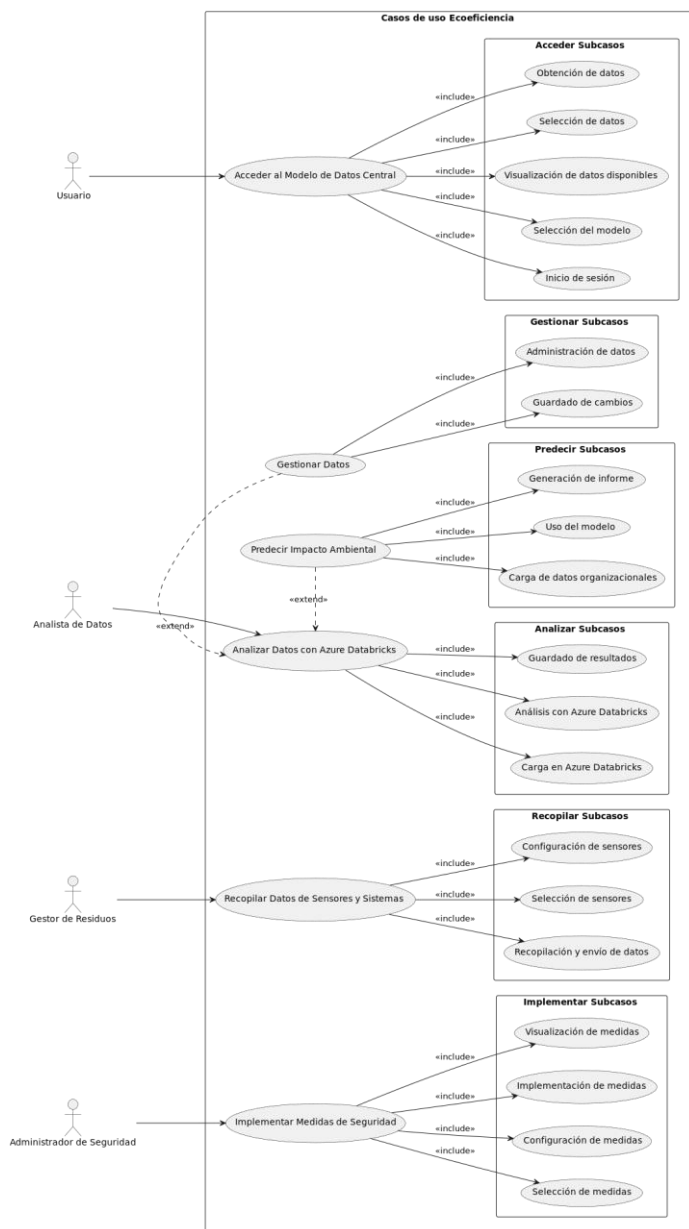 Casos de uso Ecoeficiencia
Acceder Subcasos
Obtención de datos
«include»
Selección de datos
«include»
Usuario
Acceder al Modelo de Datos Central
«include»
Visualización de datos disponibles
«include»
Selección del modelo
«include»
Inicio de sesión
Gestionar Subcasos
Administración de datos
«include»
Guardado de cambios
«include»
Gestionar Datos
Predecir Subcasos
Generación de informe
«include»
Uso del modelo
«include»
Predecir Impacto Ambiental
«include»
Carga de datos organizacionales
«extend»
Analista de Datos
«extend»
Analizar Subcasos
Analizar Datos con Azure Databricks
«include»
Guardado de resultados
«include»
Análisis con Azure Databricks
«include»
Carga en Azure Databricks
Recopilar Subcasos
Configuración de sensores
«include»
Gestor de Residuos
Recopilar Datos de Sensores y Sistemas
«include»
Selección de sensores
«include»
Recopilación y envío de datos
Implementar Subcasos
Visualización de medidas
«include»
Implementación de medidas
«include»
Administrador de Seguridad
Implementar Medidas de Seguridad
«include»
Configuración de medidas
«include»
Selección de medidas